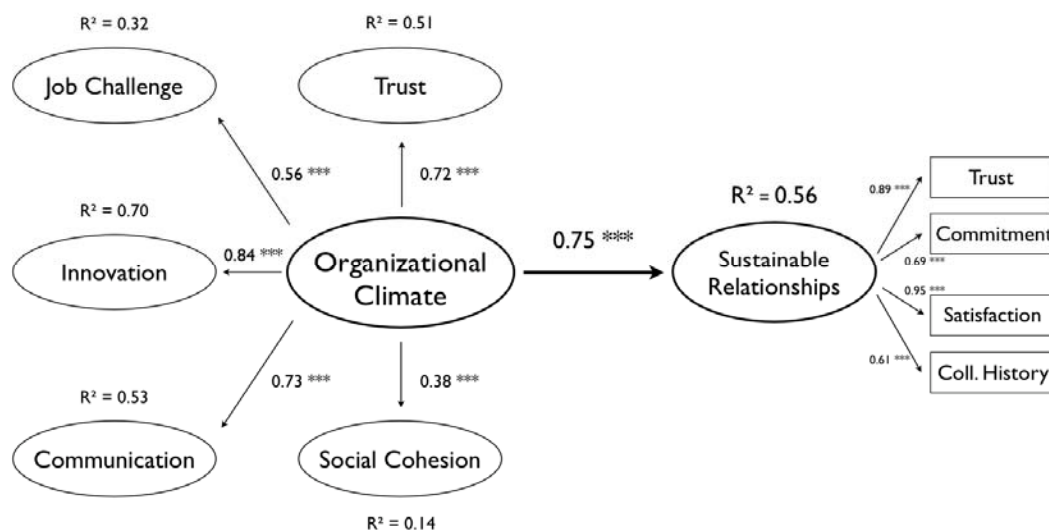 R² = 0.32
R² = 0.51
Job Challenge
Trust
0.56 ***
0.72 ***
R² = 0.70
Innovation
0.84 ***
Organizational
Climate
0.75 ***
R² = 0.56
Sustainable
Relationships
0.89 ***
Trust
Commitment
0.69 ***
0.95 ***
Satisfaction
0.61 ***
Coll. History
R² = 0.53
0.73 ***
0.38 ***
Communication
Social Cohesion
R² = 0.14